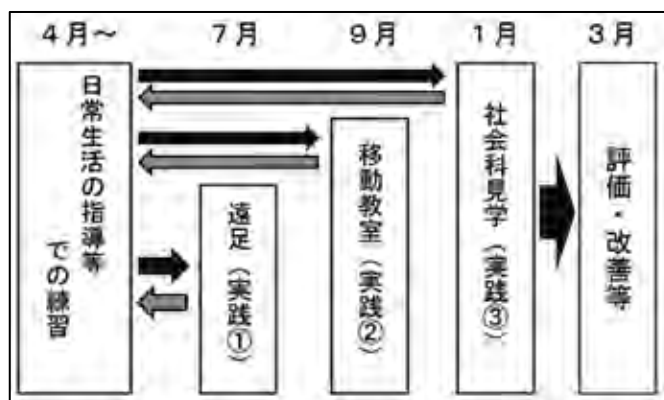 4月～ 7月 9月 1月 3月
日常生活の指導等
での練習
遠足（実践①）
移動教室（実践②）
社会科見学（実践③）
評価・改善等